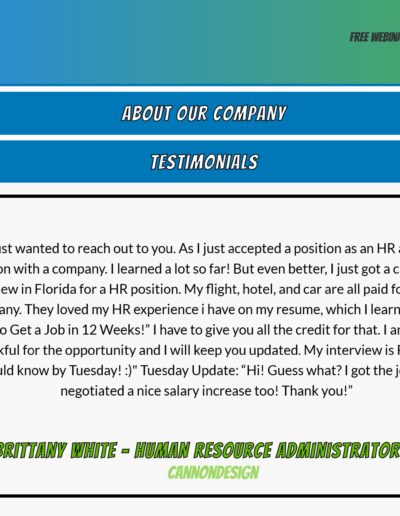 FREE WEBINA
ABOUT OUR COMPANY
TESTIMONIALS
ust wanted to reach out to you. As I just accepted a position as an HR a
on with a company. I learned a lot so far! But even better, I just got a c
ew in Florida for a HR position. My flight, hotel, and car are all paid fo
any. They loved my HR experience i have on my resume, which I learn
o Get a Job in 12 Weeks!” I have to give you all the credit for that. I am
kful for the opportunity and I will keep you updated. My interview is F
uld know by Tuesday! :)" Tuesday Update: “Hi! Guess what? I got the jo
negotiated a nice salary increase too! Thank you!”
BRITTANY WHITE - HUMAN RESOURCE ADMINISTRATOR
CANNONDESIGN